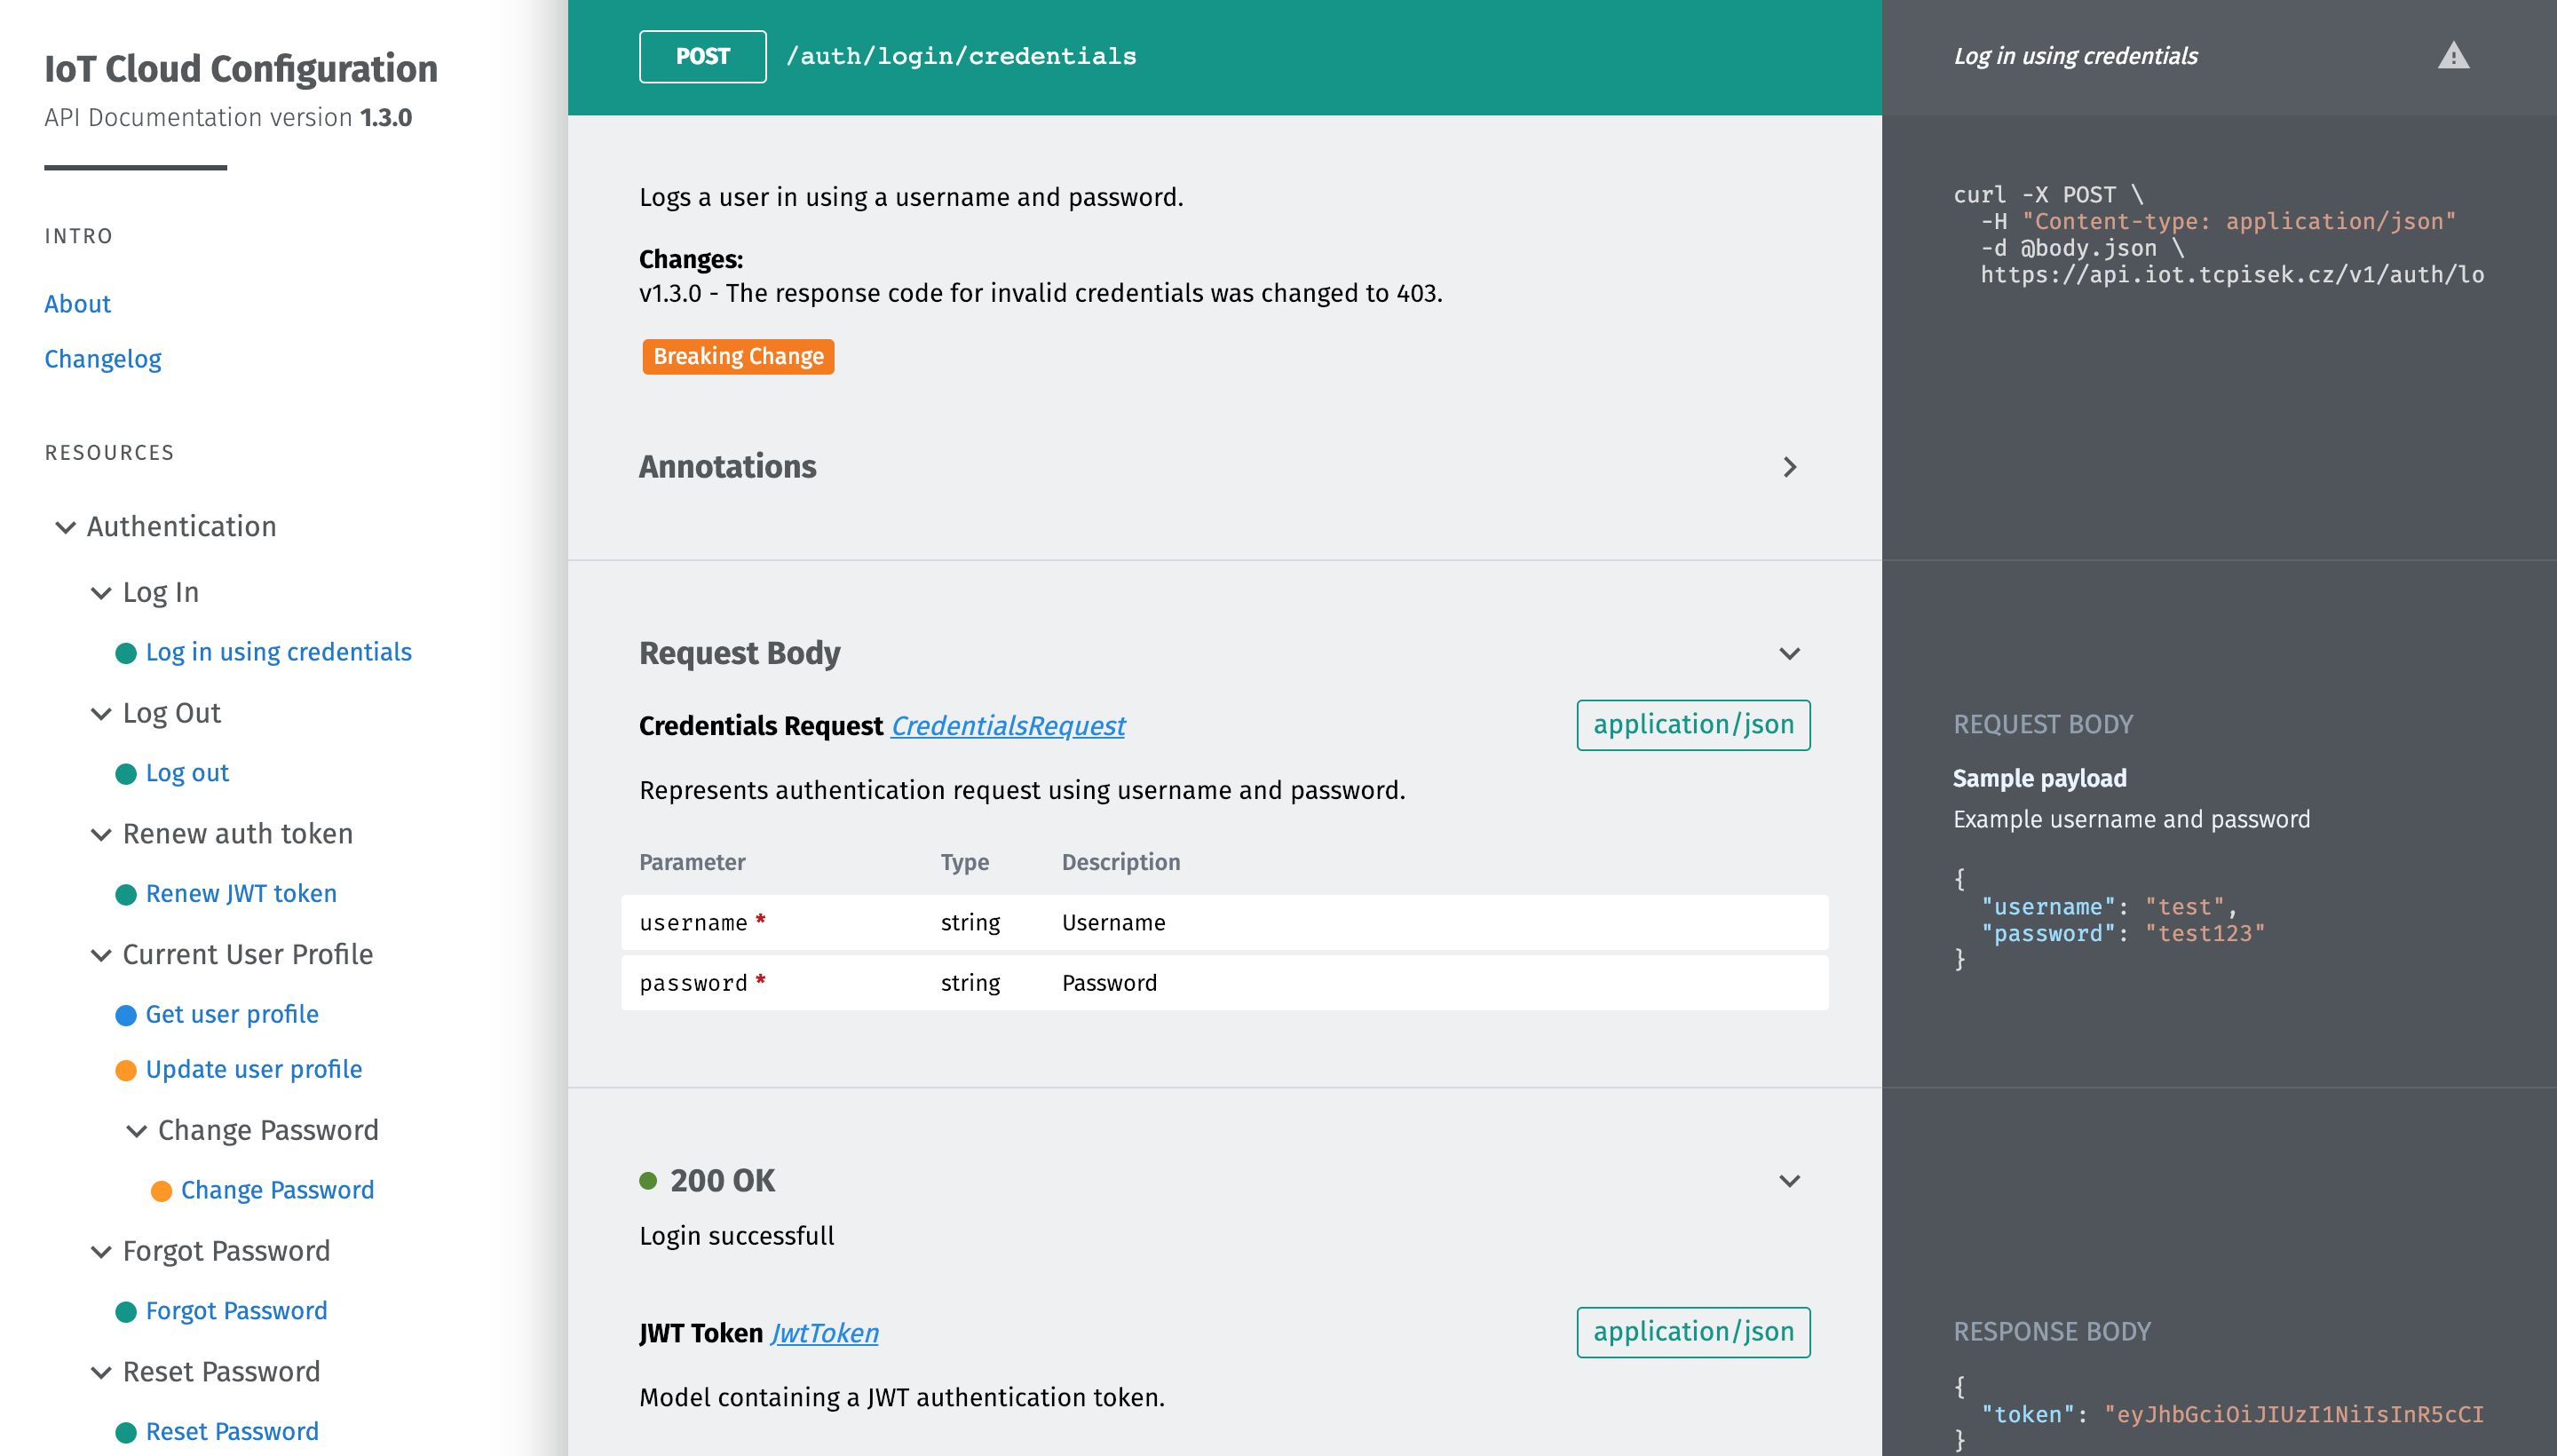 IoT Cloud Configuration
API Documentation version 1.3.0
INTRO
About
Changelog
RESOURCES
Authentication
Log In
Log in using credentials
Log Out
Log out
Renew auth token
Renew JWT token
Current User Profile
Get user profile
Update user profile
Change Password
Change Password
Forgot Password
Forgot Password
Reset Password
Reset Password
POST /auth/login/credentials
Logs a user in using a username and password.
Changes:
v1.3.0 - The response code for invalid credentials was changed to 403.
Breaking Change
Annotations
Request Body
Credentials Request CredentialsRequest application/json
Represents authentication request using username and password.
Parameter Type Description
username * string Username
password * string Password
200 OK
Login successfull
JWT Token JwtToken application/json
Model containing a JWT authentication token.
Log in using credentials
curl -X POST \
-H "Content-type: application/json"
-d @body.json \
https://api.iot.tcpisek.cz/v1/auth/lo
REQUEST BODY
Sample payload
Example username and password
{
"username": "test",
"password": "test123"
}
RESPONSE BODY
{
"token": "eyJhbGciOiJIUzI1NiIsInR5cCI
}